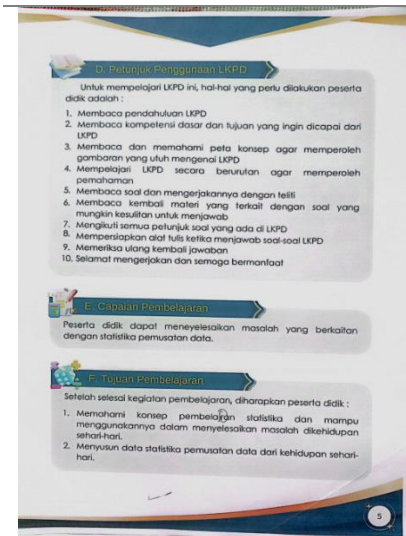 D. Petunjuk Penggunaan LKPD
Untuk mempelajari LKPD ini, hal-hal yang perlu dilakukan peserta
didik adalah :
1. Membaca pendahuluan LKPD
2. Membaca kompetensi dasar dan tujuan yang ingin dicapai dari
LKPD
3. Membaca dan memahami peta konsep agar memperoleh
gambaran yang utuh mengenai LKPD
4. Mempelajari LKPD secara berurutan agar memperoleh
pemahaman
5. Membaca soal dan mengerjakannya dengan teliti
6. Membaca kembali materi yang terkait dengan soal yang
mungkin kesulitan untuk menjawab
7. Mengikuti semua petunjuk soal yang ada di LKPD
8. Mempersiapkan alat tulis ketika menjawab soal-soal LKPD
9. Memeriksa ulang kembali jawaban
10. Selamat mengerjakan dan semoga bermanfaat
E. Capaian Pembelajaran
Peserta didik dapat meneyelesaikan masalah yang berkaitan
dengan statistika pemusatan data.
F. Tujuan Pembelajaran
Setelah selesai kegiatan pembelajaran, diharapkan peserta didik :
1. Memahami konsep pembelajran statistika dan mampu
menggunakannya dalam menyelesaikan masalah dikehidupan
sehari-hari.
2. Menyusun data statistika pemusatan data dari kehidupan sehari-
hari.
5